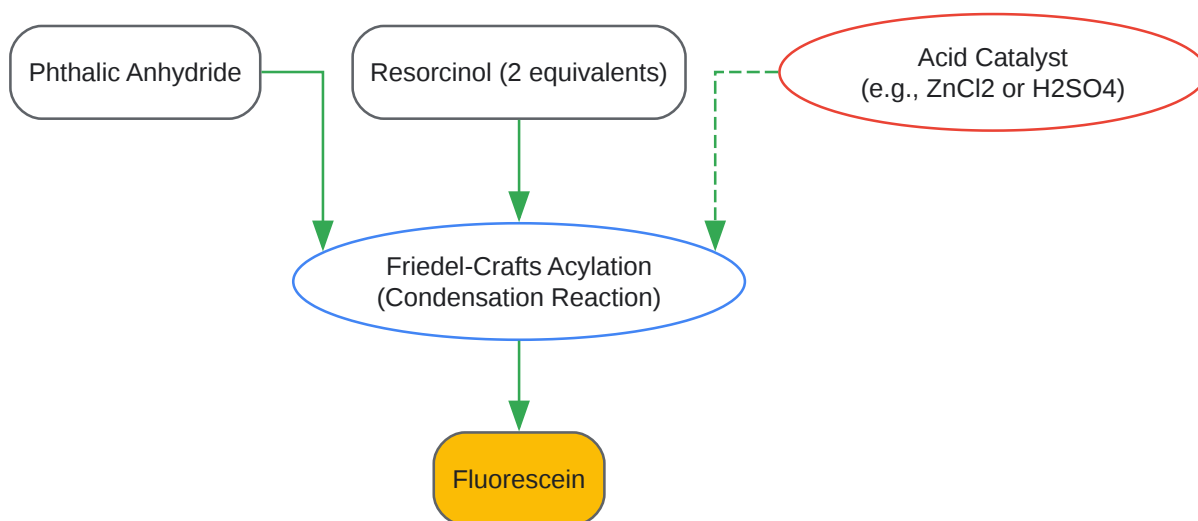 Phthalic Anhydride
Resorcinol (2 equivalents)
Acid Catalyst
(e.g., ZnCl2 or H2SO4)
Friedel-Crafts Acylation
(Condensation Reaction)
Fluorescein